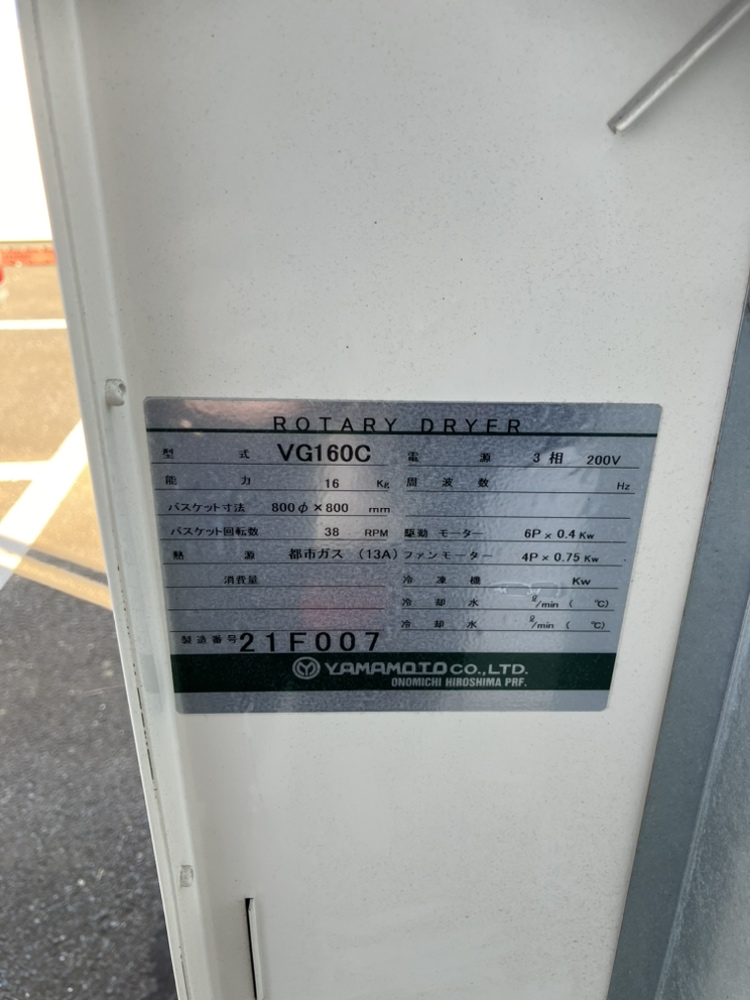 ROTARY DRYER
型 式 VG160C 電 源 3 相 200V
能 力 16 Kg 周 波 数 Hz
バスケット寸法 800φ×800 mm
バスケット回転数 38 RPM 駆動 モーター 6P × 0.4 Kw
熱 源 都市ガス (13A) ファンモーター 4P × 0.75 Kw
消費量 冷 凍 機 Kw
冷 却 水 ℓ/min ( ℃)
冷 却 水 ℓ/min ( ℃)
製造番号 21F007
YAMAMOTO CO., LTD.
ONOMICHI HIROSHIMA PRF.